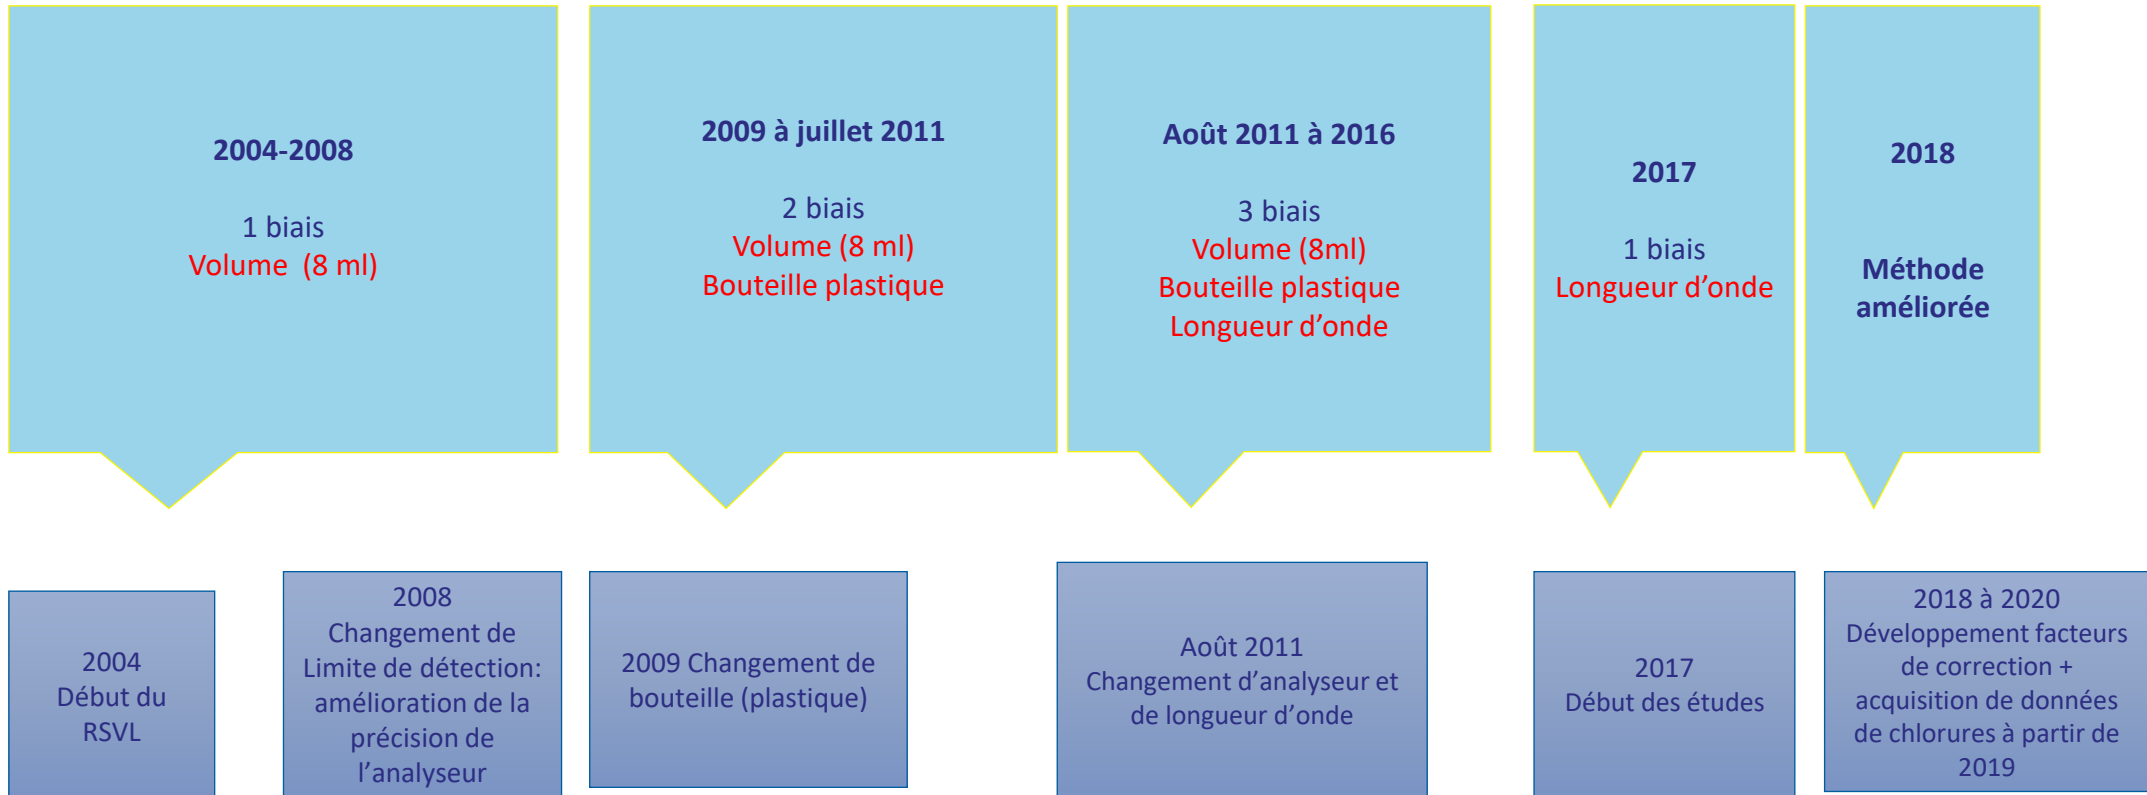 2004-2008
1 biais
Volume (8 ml)
2009 à juillet 2011
2 biais
Volume (8 ml)
Bouteille plastique
Août 2011 à 2016
3 biais
Volume (8ml)
Bouteille plastique
Longueur d’onde
2017
1 biais
Longueur d’onde
2018
Méthode
améliorée
2004
Début du
RSVL
2008
Changement de
Limite de détection:
amélioration de la
précision de
l’analyseur
2009 Changement de
bouteille (plastique)
Août 2011
Changement d’analyseur et
de longueur d’onde
2017
Début des études
2018 à 2020
Développement facteurs
de correction +
acquisition de données
de chlorures à partir de
2019